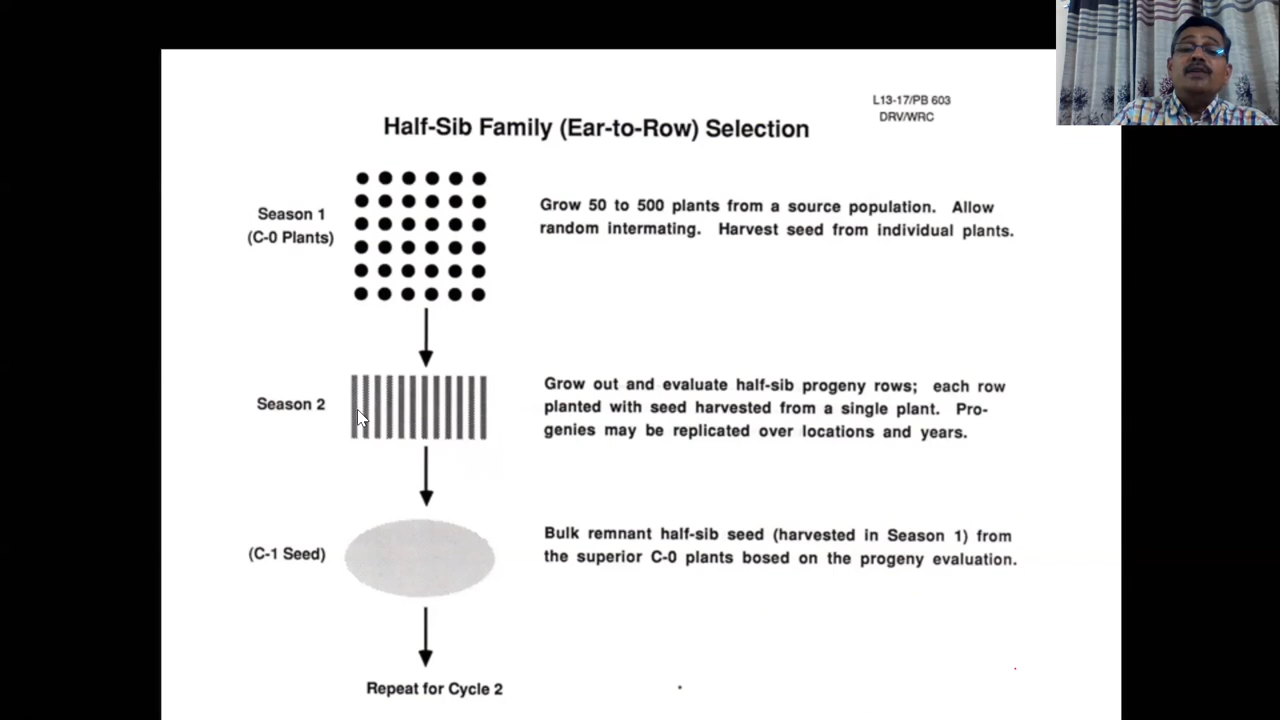 L13-17/PB 603
DRV/WRC
Half-Sib Family (Ear-to-Row) Selection
Season 1
(C-0 Plants)
Grow 50 to 500 plants from a source population. Allow
random intermating. Harvest seed from individual plants.
Season 2
Grow out and evaluate half-sib progeny rows; each row
planted with seed harvested from a single plant. Pro-
genies may be replicated over locations and years.
(C-1 Seed)
Bulk remnant half-sib seed (harvested in Season 1) from
the superior C-0 plants bosed on the progeny evaluation.
Repeat for Cycle 2